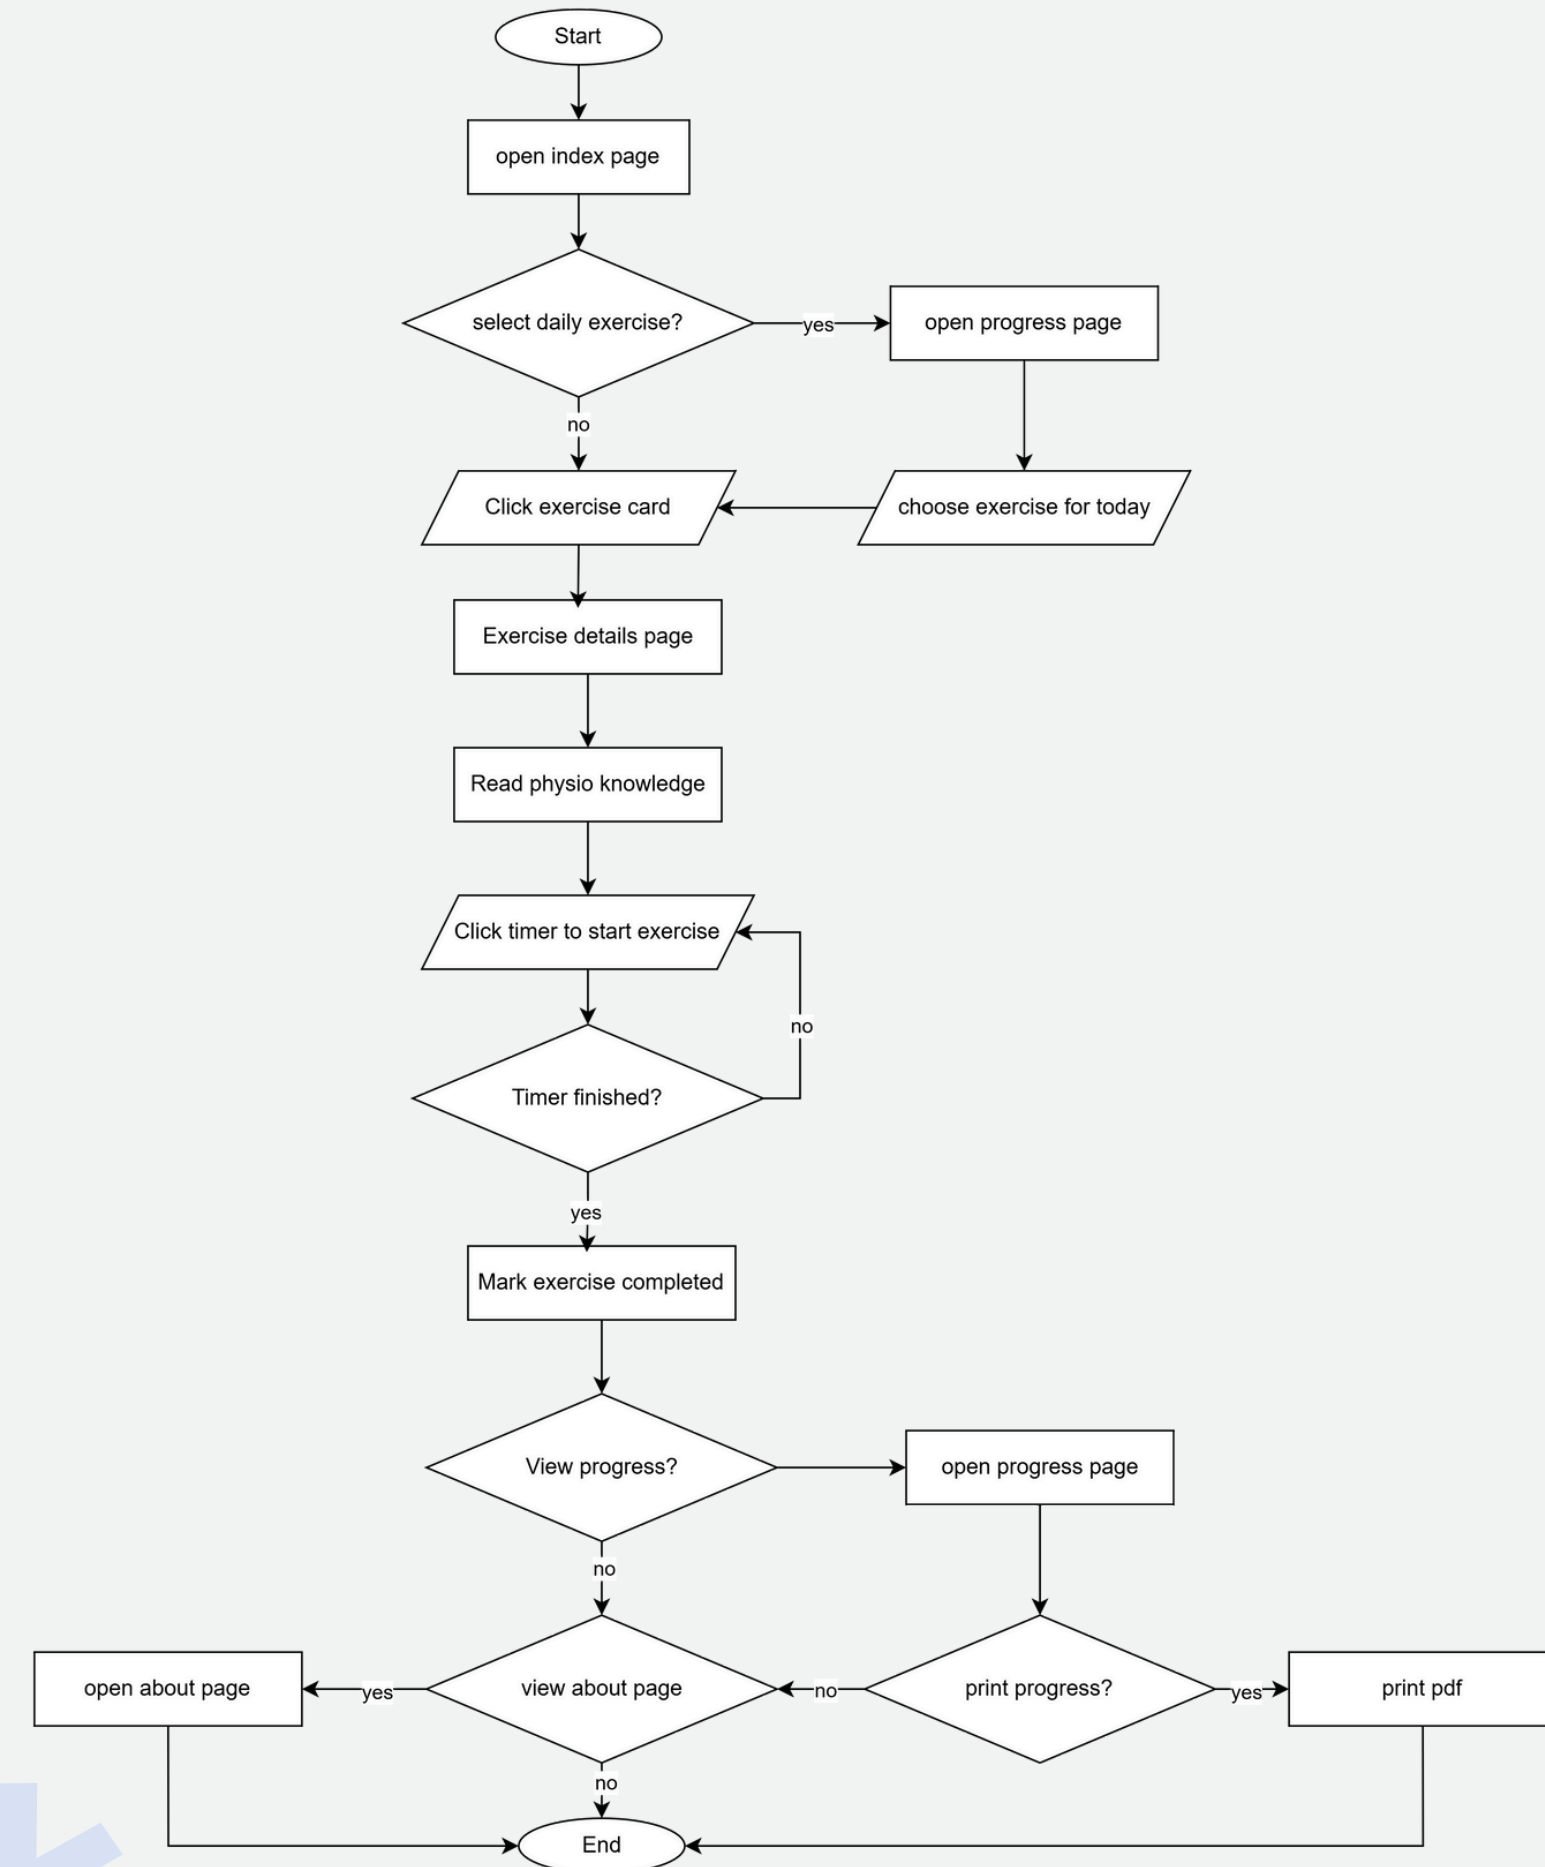 Start
open index page
select daily exercise?
yes
open progress page
no
Click exercise card
choose exercise for today
Exercise details page
Read physio knowledge
Click timer to start exercise
no
Timer finished?
yes
Mark exercise completed
View progress?
open progress page
no
open about page
yes
view about page
no
print progress?
yes
print pdf
no
End